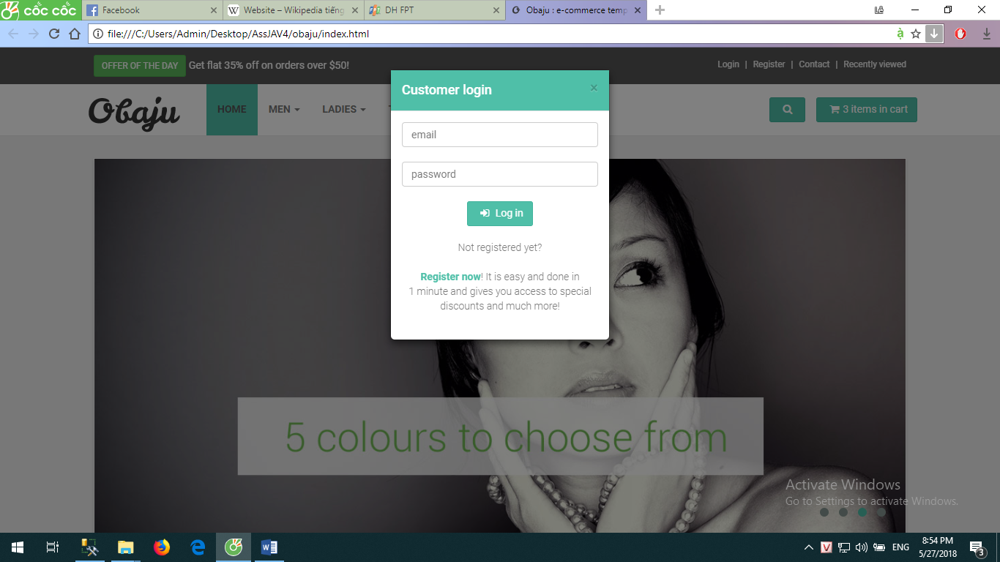 cốc cốc
Facebook
Website – Wikipedia tiếng
DH FPT
Obaju : e-commerce temp
file:///C:/Users/Admin/Desktop/AssJAV4/obaju/index.html
OFFER OF THE DAY Get flat 35% off on orders over $50!
Login | Register | Contact | Recently viewed
Customer login
×
Obaju
HOME MEN LADIES
3 items in cart
email
password
Log in
Not registered yet?
Register now! It is easy and done in
1 minute and gives you access to special
discounts and much more!
5 colours to choose from
Activate Windows
Go to Settings to activate Windows.
ENG
8:54 PM
5/27/2018
3